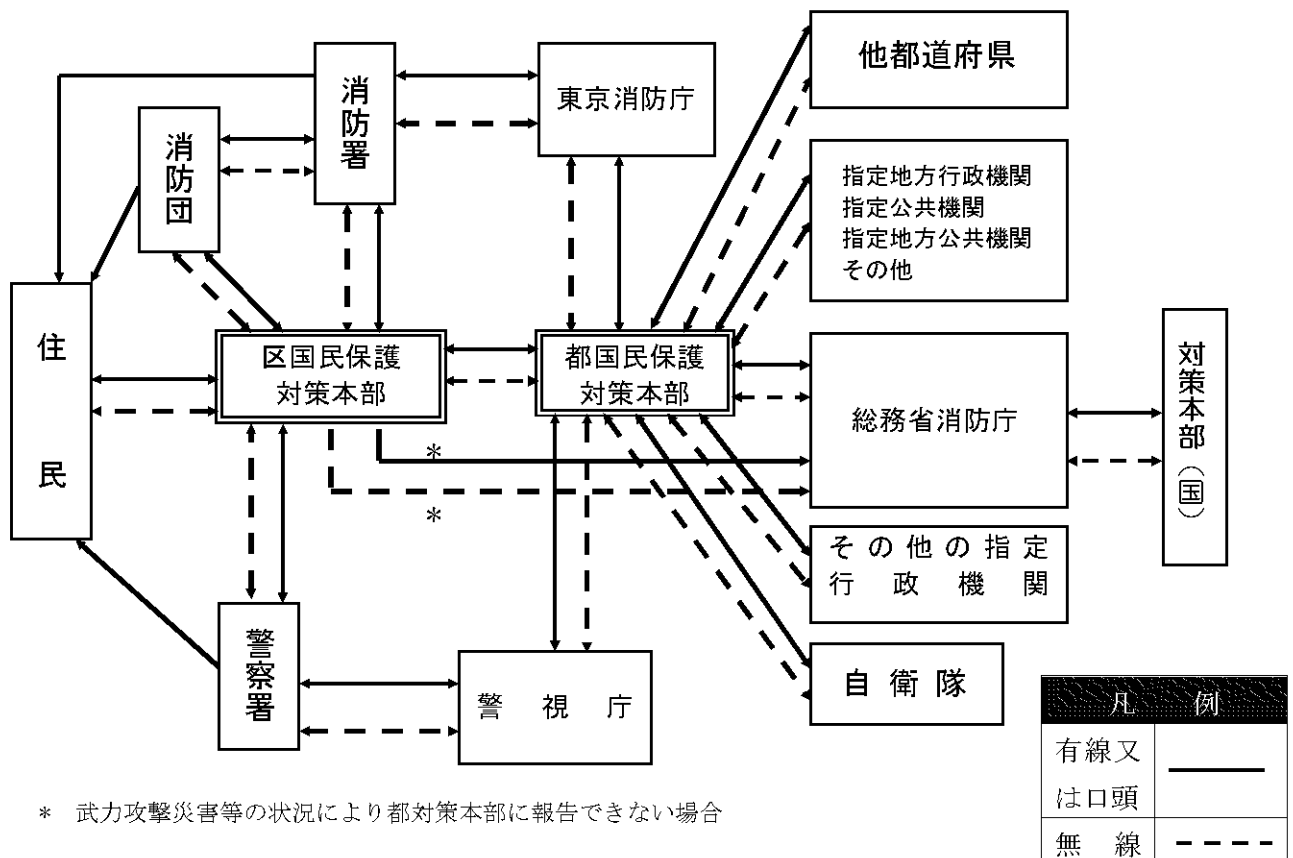 他都道府県
消防署
東京消防庁
消防団
指定地方行政機関
指定公共機関
指定地方公共機関
その他
住民
区国民保護
対策本部
都国民保護
対策本部
総務省消防庁
対策本部(国)
*
*
その他の指定
行政機関
警察署
警視庁
自衛隊
凡例
有線又
は口頭
無線
* 武力攻撃災害等の状況により都対策本部に報告できない場合